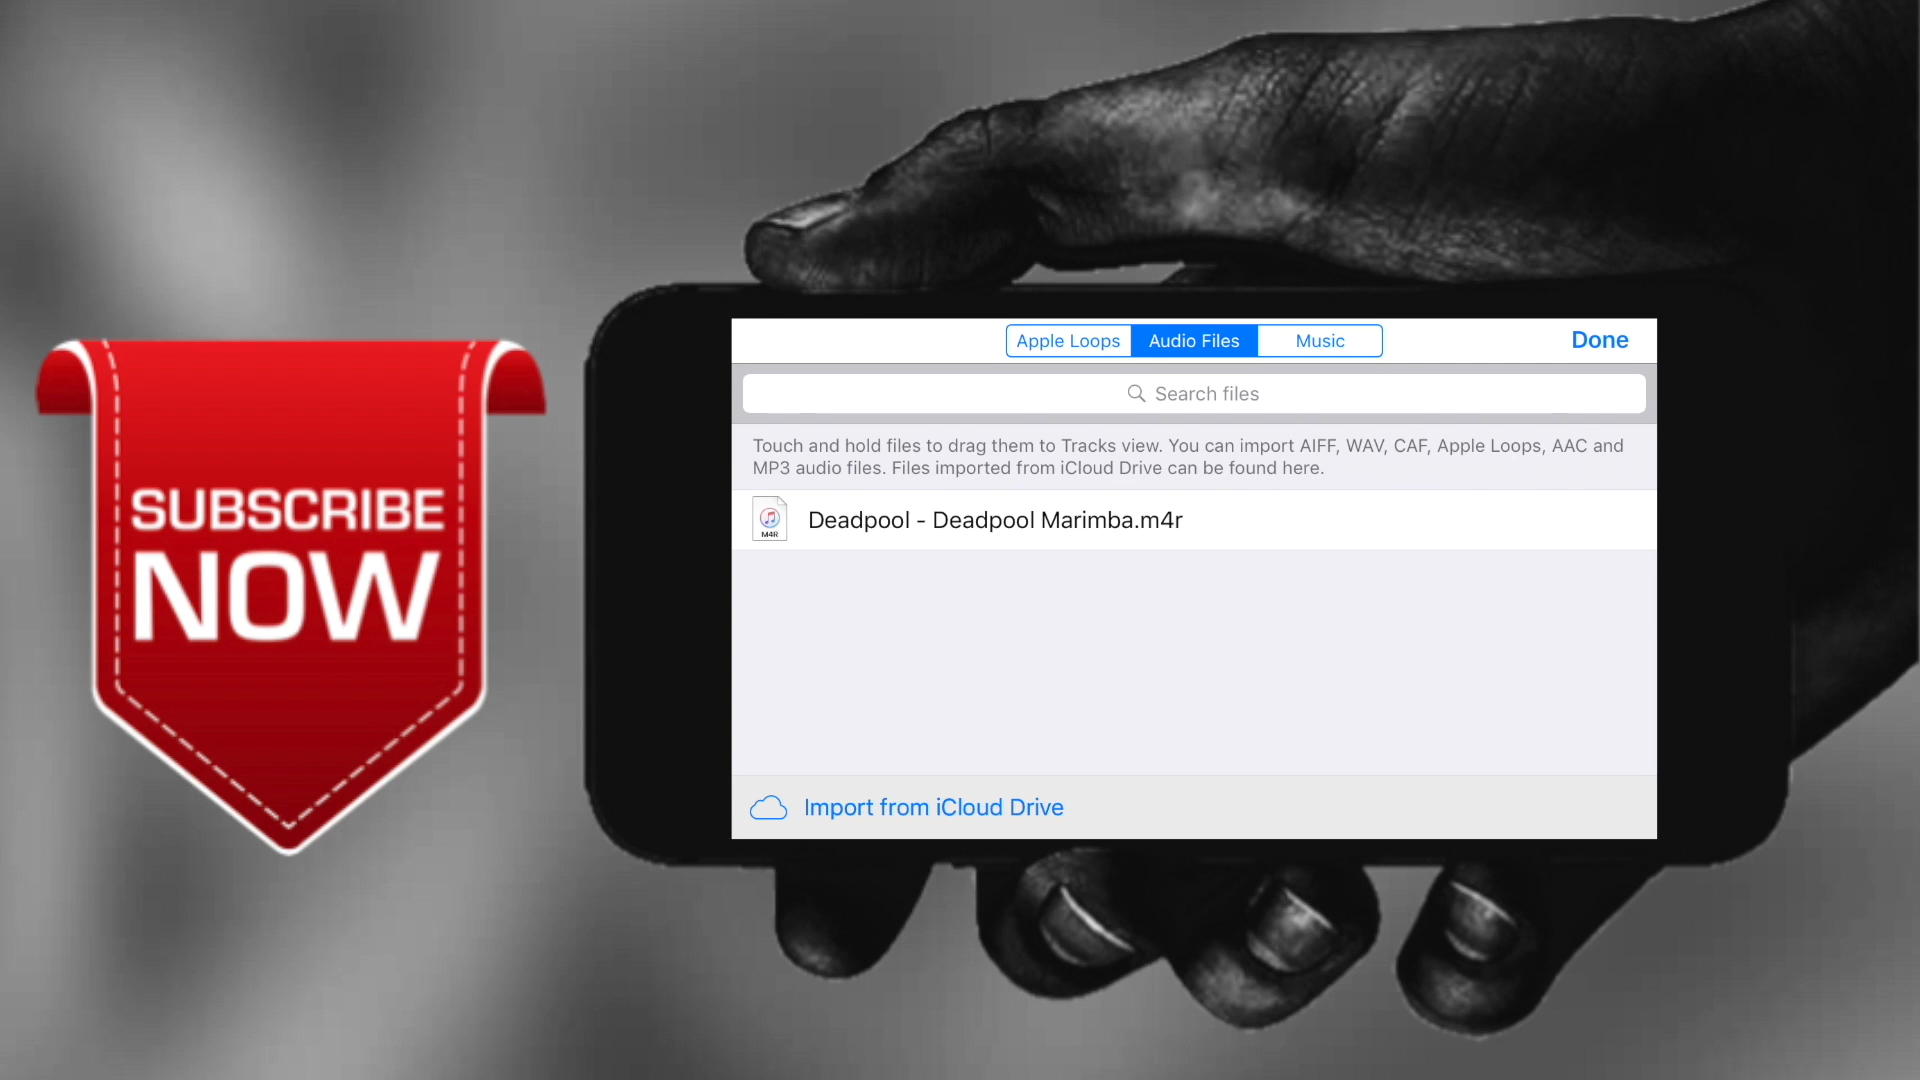 SUBSCRIBE
NOW
Apple Loops
Audio Files
Music
Done
Search files
Touch and hold files to drag them to Tracks view. You can import AIFF, WAV, CAF, Apple Loops, AAC and
MP3 audio files. Files imported from iCloud Drive can be found here.
M4R
Deadpool - Deadpool Marimba.m4r
Import from iCloud Drive